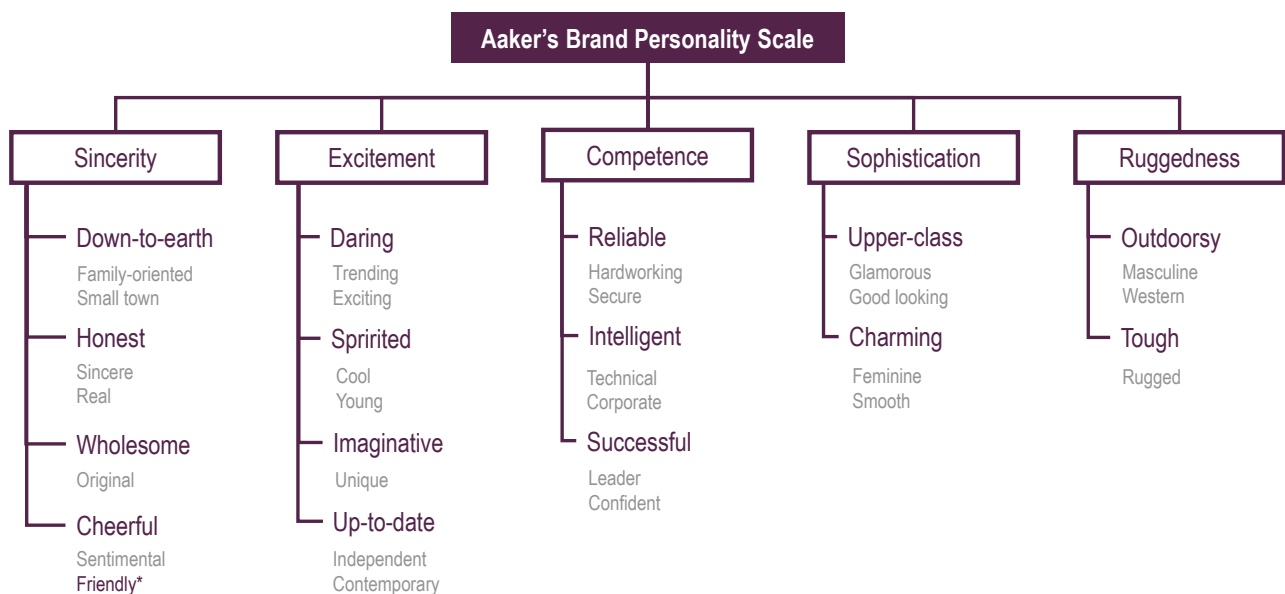 Aaker's Brand Personality Scale
Sincerity
Down-to-earth
Family-oriented
Small town
Honest
Sincere
Real
Wholesome
Original
Cheerful
Sentimental
Friendly*
Excitement
Daring
Trending
Exciting
Spririted
Cool
Young
Imaginative
Unique
Up-to-date
Independent
Contemporary
Competence
Reliable
Hardworking
Secure
Intelligent
Technical
Corporate
Successful
Leader
Confident
Sophistication
Upper-class
Glamorous
Good looking
Charming
Feminine
Smooth
Ruggedness
Outdoorsy
Masculine
Western
Tough
Rugged